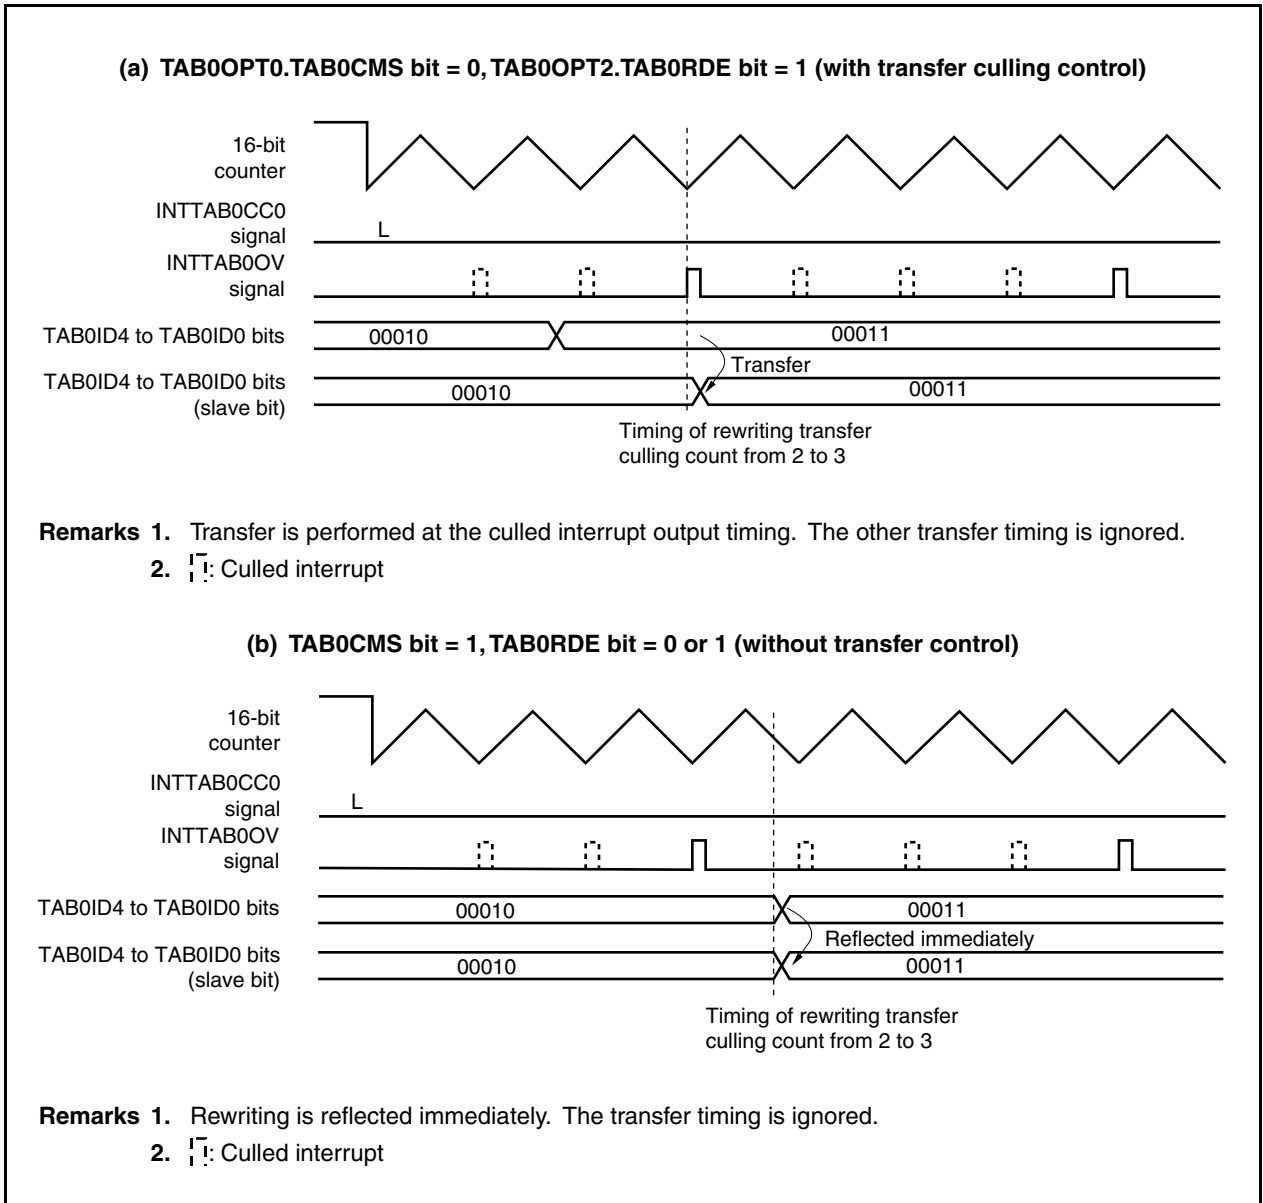 (a) TAB0OPT0.TAB0CMS bit = 0, TAB0OPT2.TAB0RDE bit = 1 (with transfer culling control)
16-bit
counter
INTTAB0CC0
signal
L
INTTAB0OV
signal
TAB0ID4 to TAB0ID0 bits
00010
00011
Transfer
TAB0ID4 to TAB0ID0 bits
(slave bit)
00010
00011
Timing of rewriting transfer
culling count from 2 to 3
Remarks 1. Transfer is performed at the culled interrupt output timing. The other transfer timing is ignored.
2. : Culled interrupt
(b) TAB0CMS bit = 1, TAB0RDE bit = 0 or 1 (without transfer control)
16-bit
counter
INTTAB0CC0
signal
L
INTTAB0OV
signal
TAB0ID4 to TAB0ID0 bits
00010
00011
Reflected immediately
TAB0ID4 to TAB0ID0 bits
(slave bit)
00010
00011
Timing of rewriting transfer
culling count from 2 to 3
Remarks 1. Rewriting is reflected immediately. The transfer timing is ignored.
2. : Culled interrupt